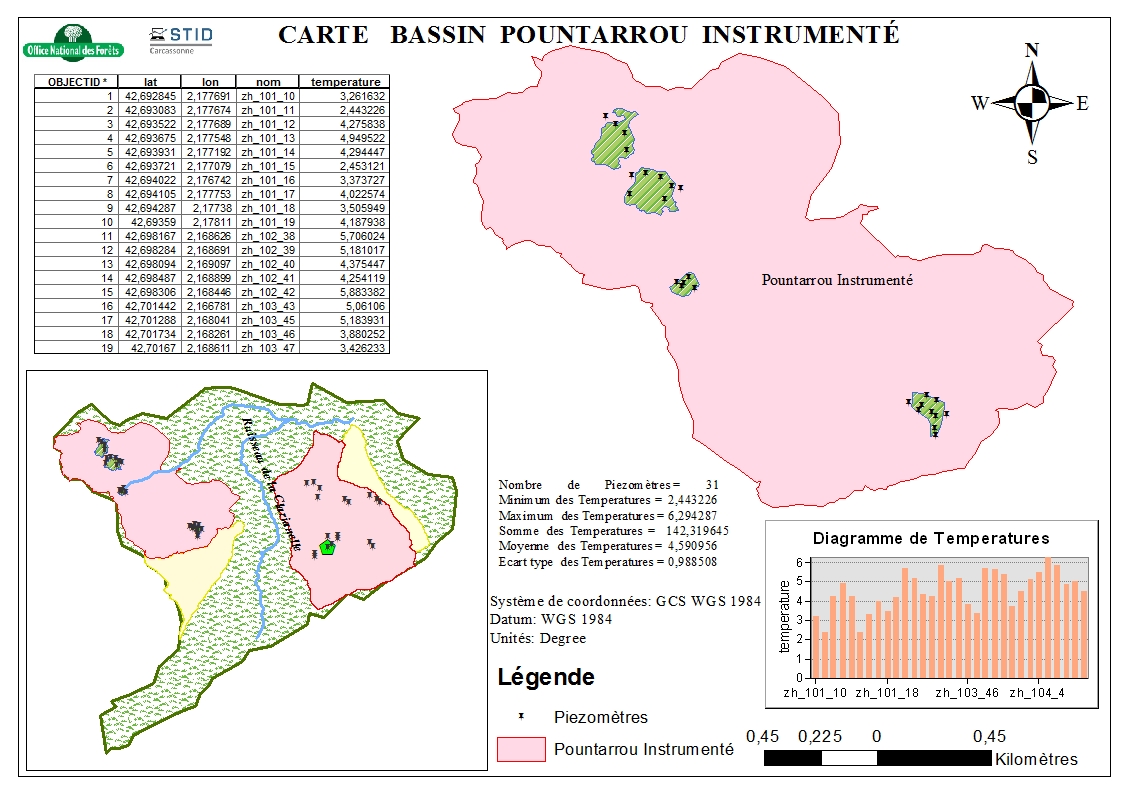 Office National des Forêts
STID
Carcassonne
CARTE BASSIN POUNTARROU INSTRUMENTÉ
N
W E
S
OBJECTID * lat lon nom temperature
1 42,692845 2,177691 zh_101_10 3,261632
2 42,693083 2,177674 zh_101_11 2,443226
3 42,693522 2,177689 zh_101_12 4,275838
4 42,693675 2,177548 zh_101_13 4,949522
5 42,693931 2,177192 zh_101_14 4,294447
6 42,693721 2,177079 zh_101_15 2,453121
7 42,694022 2,176742 zh_101_16 3,373727
8 42,694105 2,177753 zh_101_17 4,022574
9 42,694287 2,17738 zh_101_18 3,505949
10 42,69359 2,17811 zh_101_19 4,187938
11 42,698167 2,168626 zh_102_38 5,706024
12 42,698284 2,168691 zh_102_39 5,181017
13 42,698094 2,169097 zh_102_40 4,375447
14 42,698487 2,168899 zh_102_41 4,254119
15 42,698306 2,168446 zh_102_42 5,883382
16 42,701442 2,166781 zh_103_43 5,06106
17 42,701288 2,168041 zh_103_45 5,183931
18 42,701734 2,168261 zh_103_46 3,880252
19 42,70167 2,168611 zh_103_47 3,426233
Pountarrou Instrumenté
Ruisseau de la
Nombre de Piezomètres= 31
Minimum des Temperatures = 2,443226
Maximum des Temperatures = 6,294287
Somme des Temperatures = 142,319645
Moyenne des Temperatures = 4,590956
Ecart type des Temperatures = 0,988508
Système de coordonnées: GCS WGS 1984
Datum: WGS 1984
Unités: Degree
Diagramme de Temperatures
temperature
6
5
4
3
2
1
0
zh_101_10 zh_101_18 zh_103_46 zh_104_4
Légende
Piezomètres
Pountarrou Instrumenté
0,45 0,225 0 0,45
Kilomètres